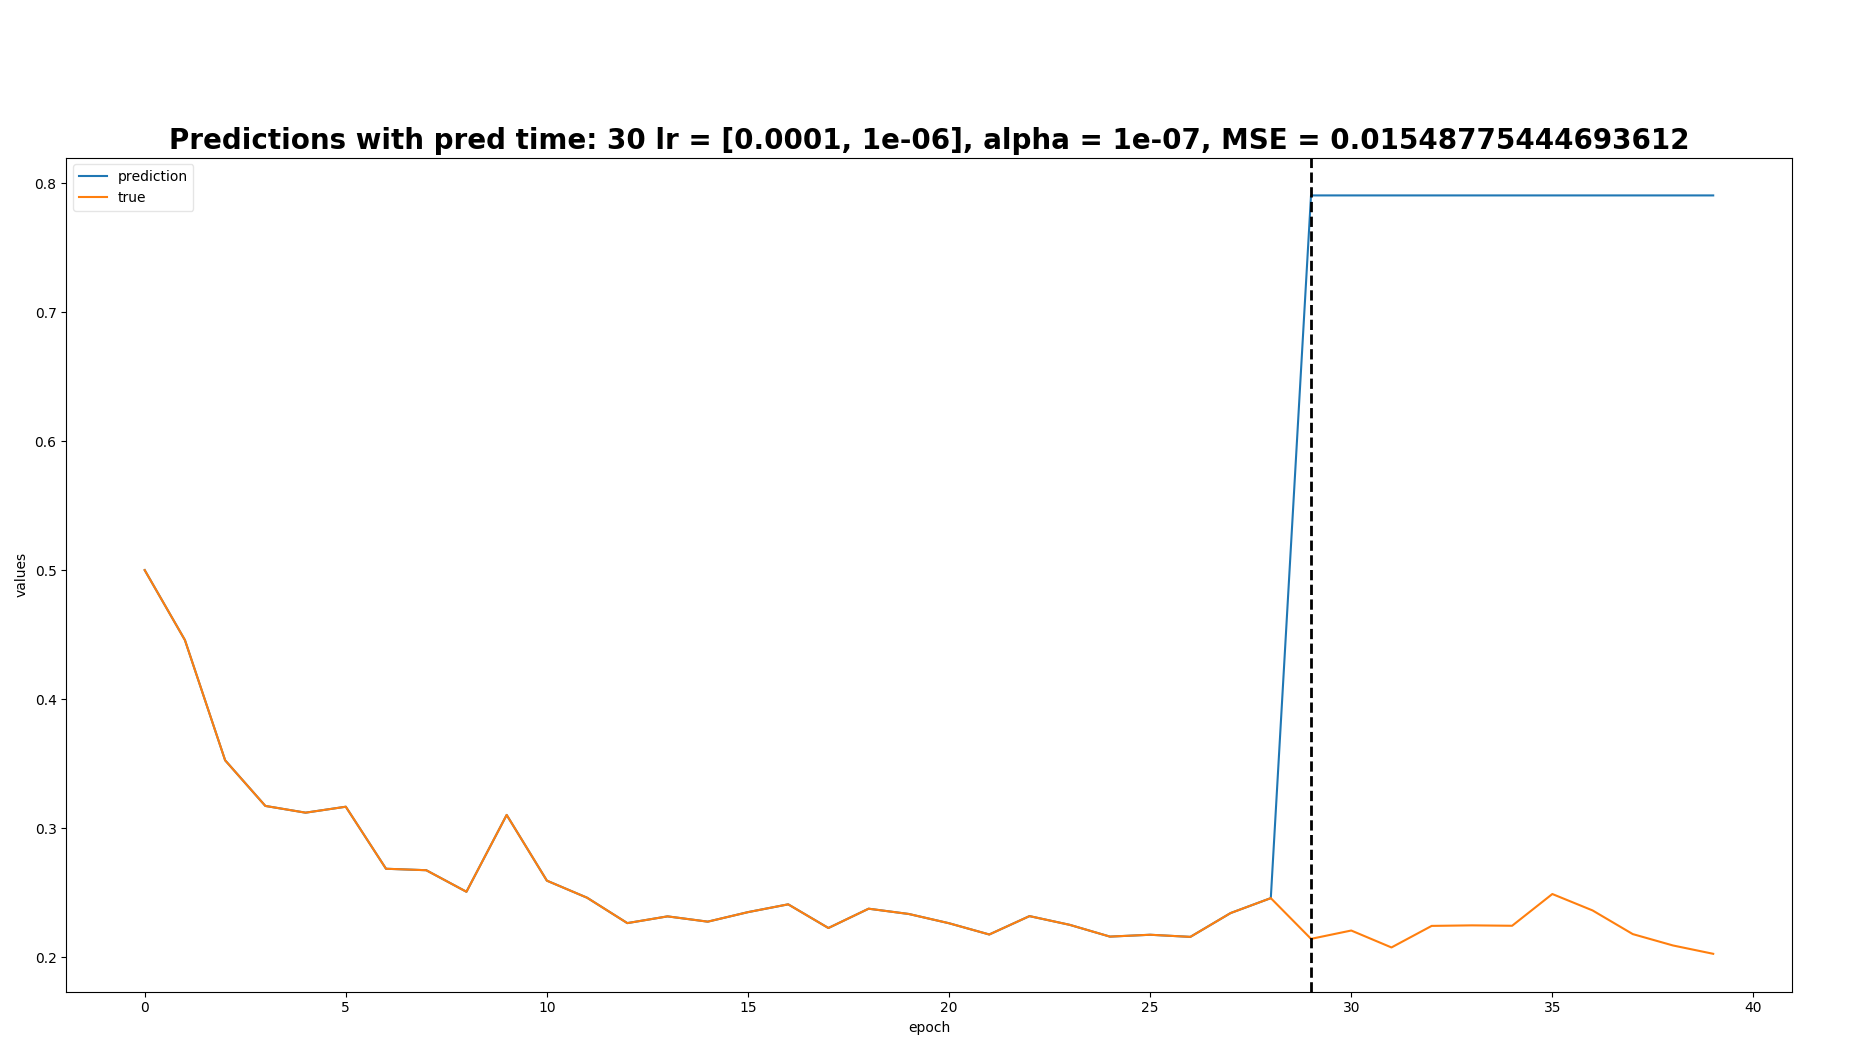 Predictions with pred time: 30 lr = [0.0001, 1e-06], alpha = 1e-07, MSE = 0.01548775444693612
prediction
true
0.8
0.7
0.6
0.5
0.4
0.3
0.2
values
0 5 10 15 20 25 30 35 40
epoch